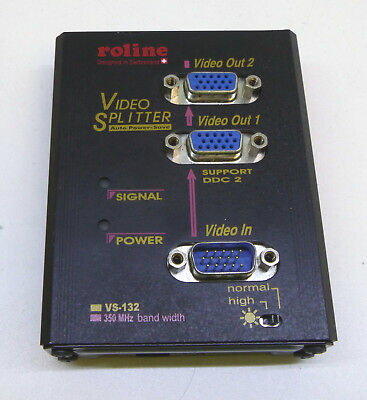 roline
Designed in Switzerland
Video Out 2
VIDEO
SPLITTER
Auto Power-Save
Video Out 1
SUPPORT
DDC 2
SIGNAL
POWER
Video In
normal
high
VS-132
350 MHz band width